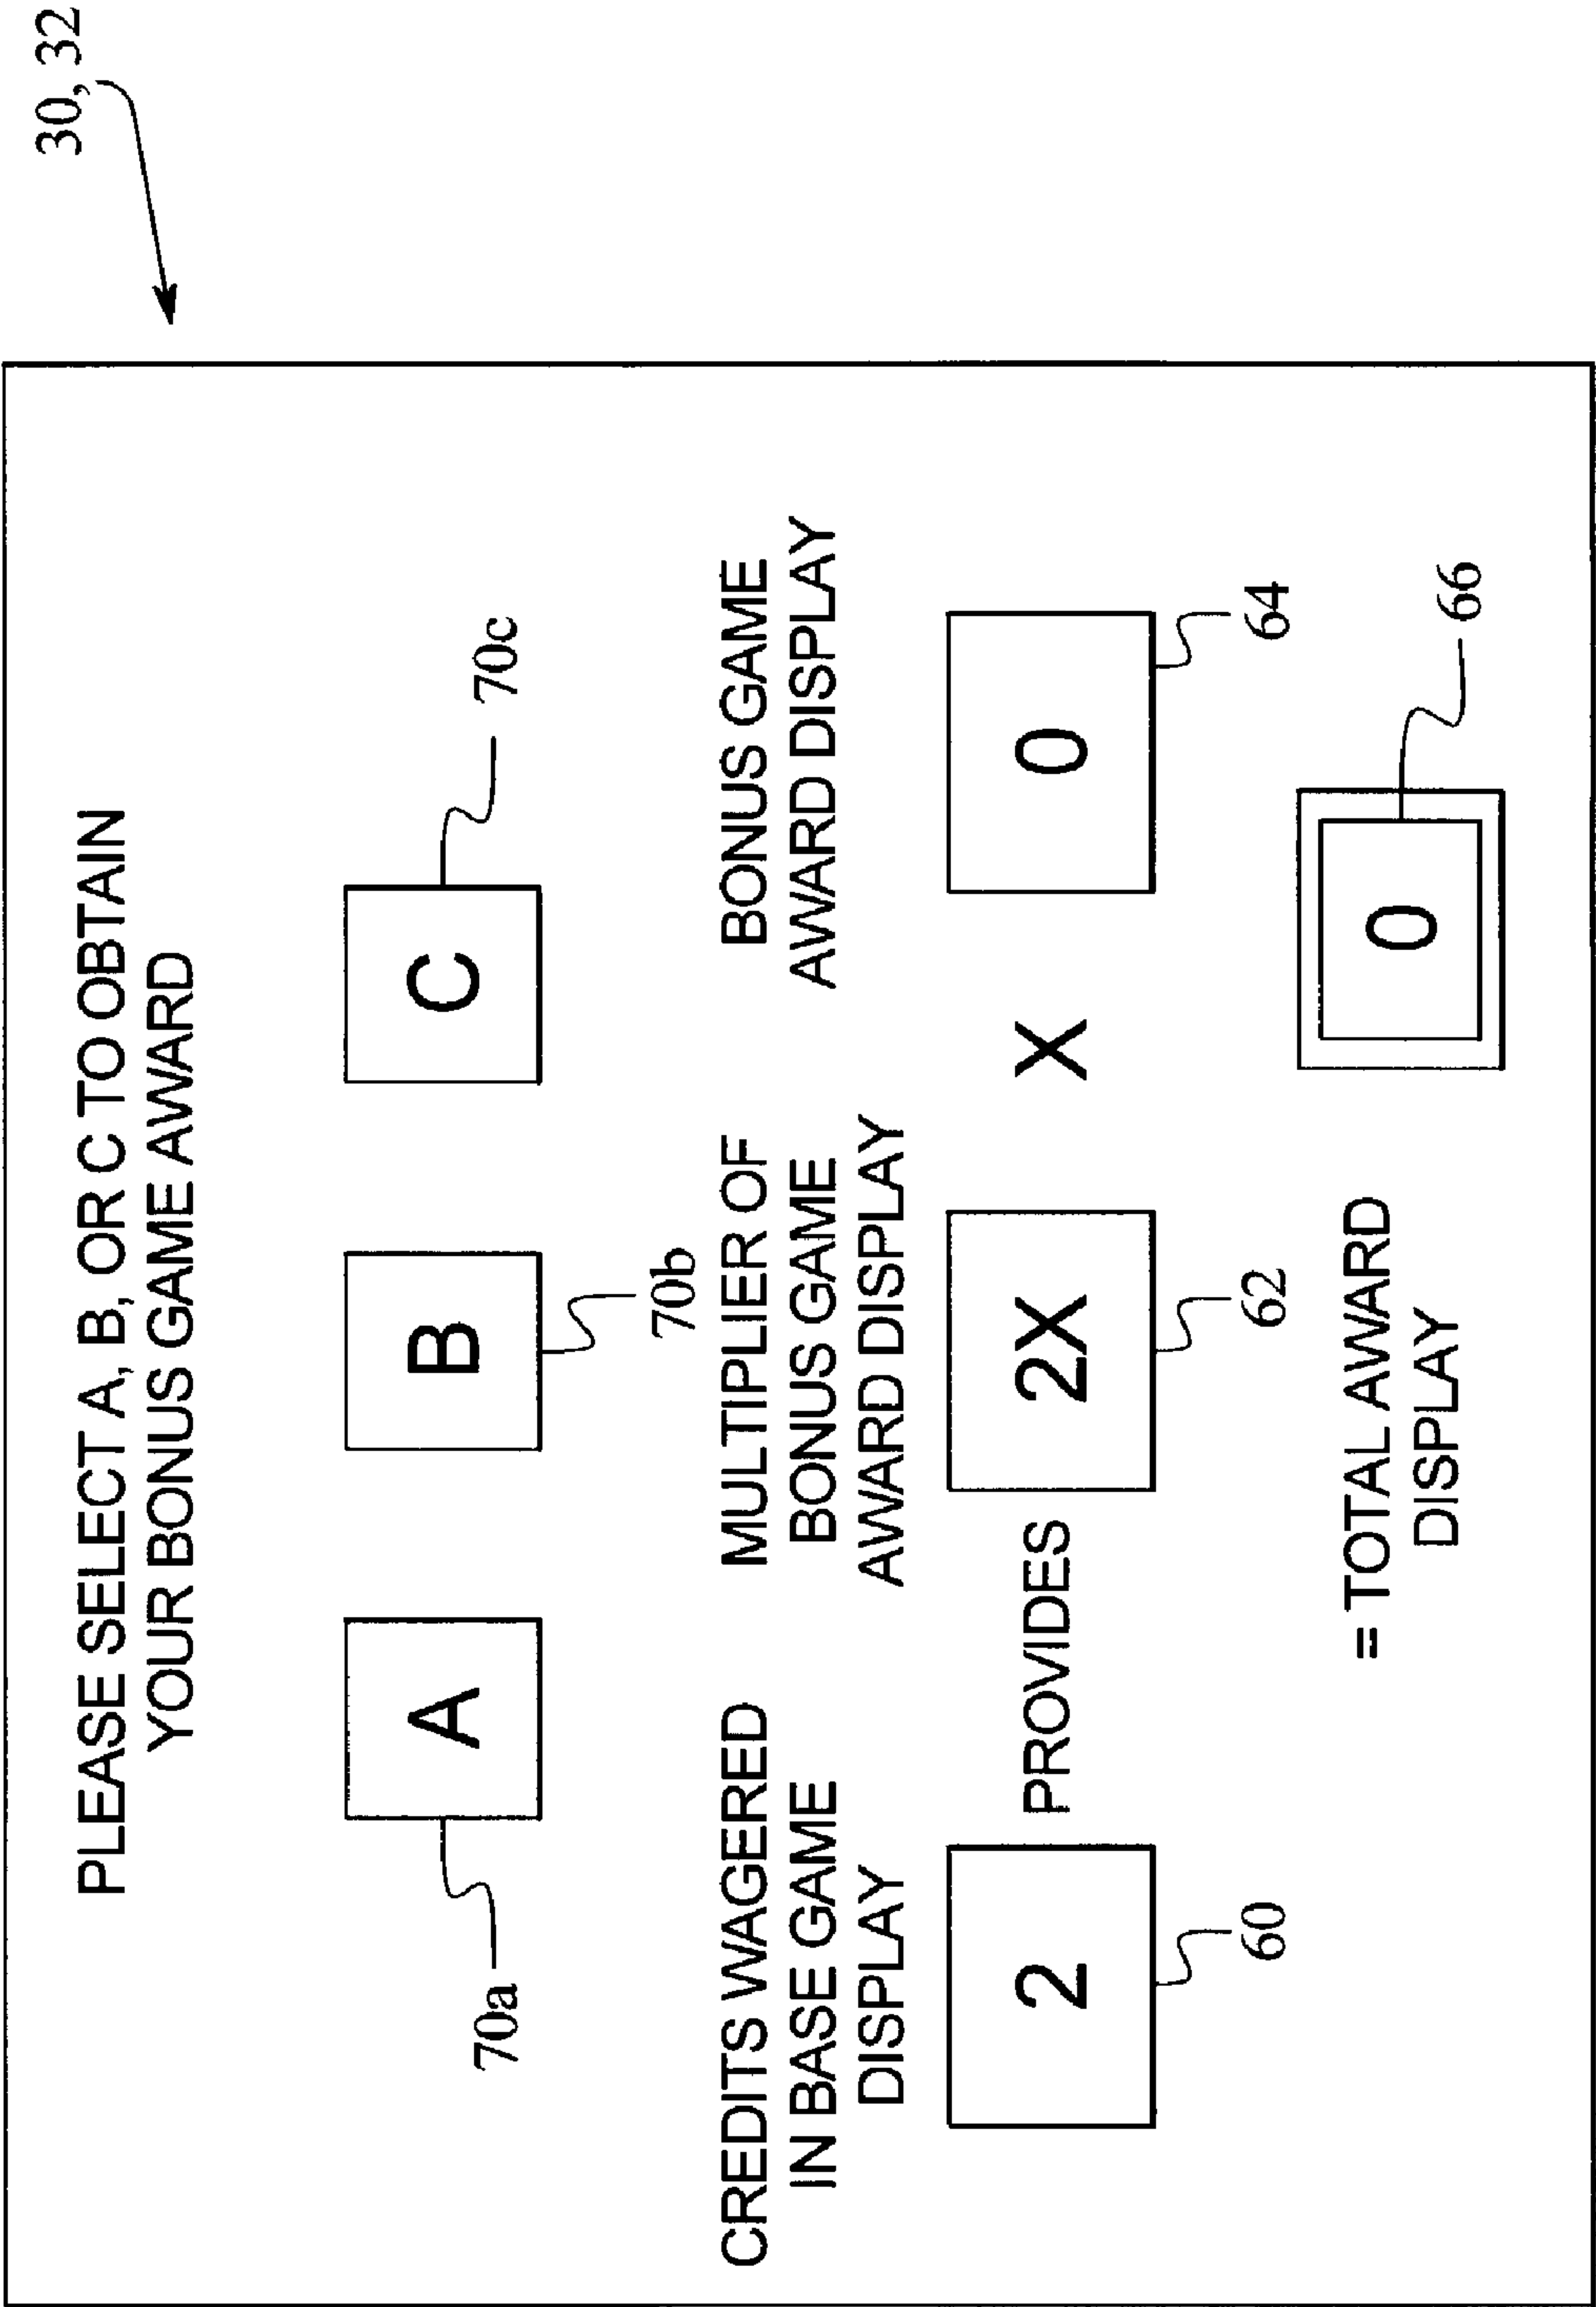 30, 32
PLEASE SELECT A, B, OR C TO OBTAIN
YOUR BONUS GAME AWARD
A
B
C
70a
70b
70c
CREDITS WAGERED
IN BASE GAME
DISPLAY
MULTIPLIER OF
BONUS GAME
AWARD DISPLAY
BONUS GAME
AWARD DISPLAY
2
PROVIDES
2X
X
0
60
62
64
= TOTAL AWARD
DISPLAY
0
66